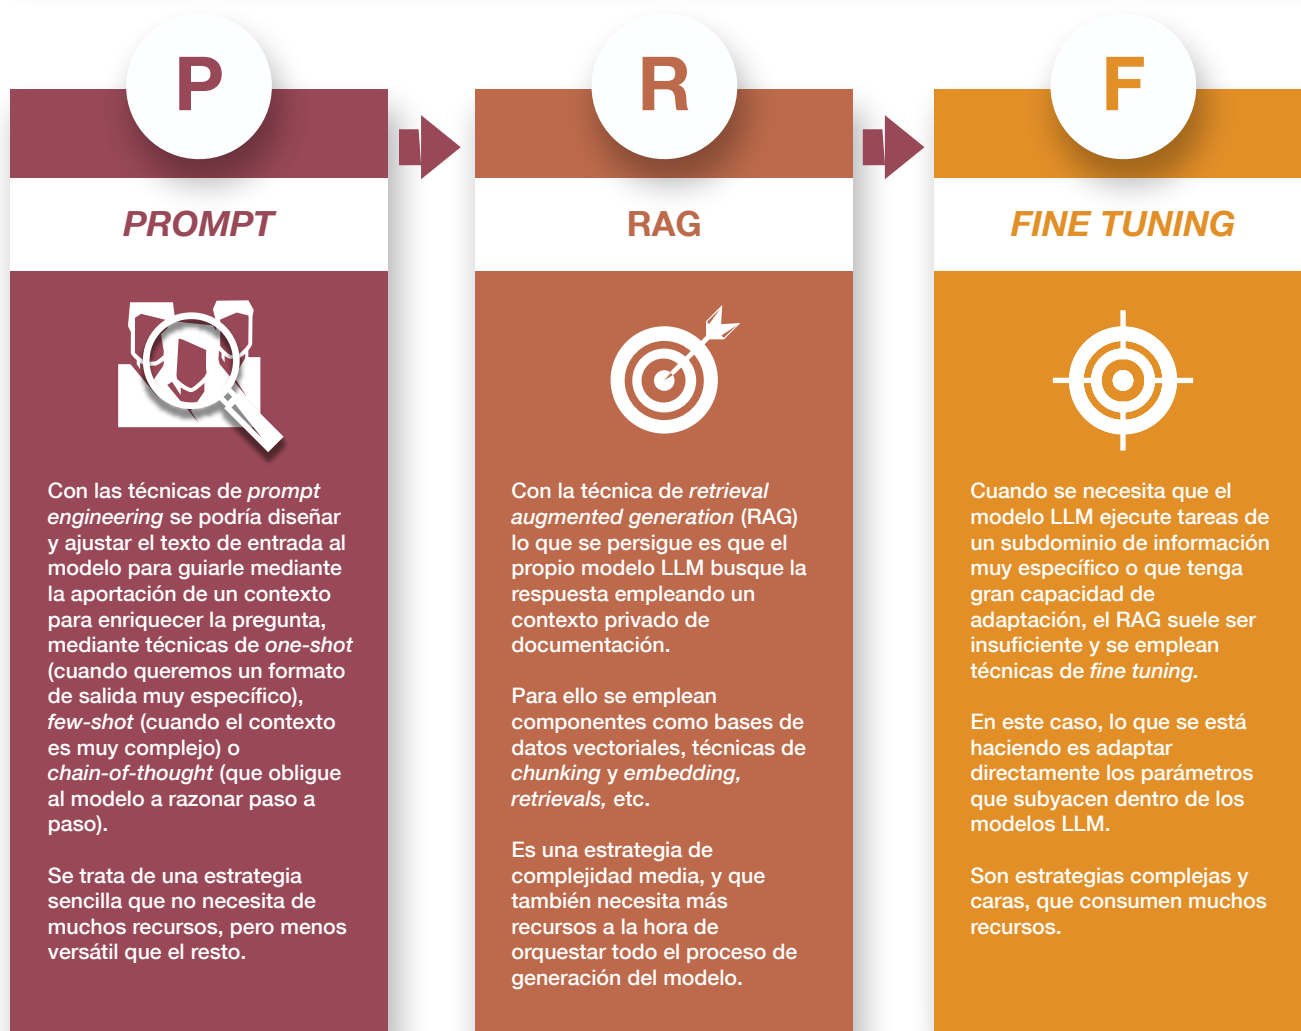 P
PROMPT
Con las técnicas de prompt
engineering se podría diseñar
y ajustar el texto de entrada al
modelo para guiarle mediante
la aportación de un contexto
para enriquecer la pregunta,
mediante técnicas de one-shot
(cuando queremos un formato
de salida muy específico),
few-shot (cuando el contexto
es muy complejo) o
chain-of-thought (que obligue
al modelo a razonar paso a
paso).
Se trata de una estrategia
sencilla que no necesita de
muchos recursos, pero menos
versátil que el resto.
R
RAG
Con la técnica de retrieval
augmented generation (RAG)
lo que se persigue es que el
propio modelo LLM busque la
respuesta empleando un
contexto privado de
documentación.
Para ello se emplean
componentes como bases de
datos vectoriales, técnicas de
chunking y embedding,
retrievals, etc.
Es una estrategia de
complejidad media, y que
también necesita más
recursos a la hora de
orquestar todo el proceso de
generación del modelo.
F
FINE TUNING
Cuando se necesita que el
modelo LLM ejecute tareas de
un subdominio de información
muy específico o que tenga
gran capacidad de
adaptación, el RAG suele ser
insuficiente y se emplean
técnicas de fine tuning.
En este caso, lo que se está
haciendo es adaptar
directamente los parámetros
que subyacen dentro de los
modelos LLM.
Son estrategias complejas y
caras, que consumen muchos
recursos.